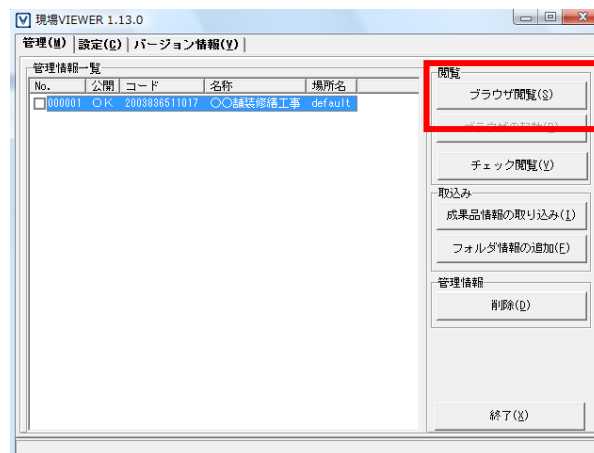 現場VIEWER 1.13.0
管理(M) 設定(C) バージョン情報(Y)
管理情報一覧
No. 公開 コード 名称 場所名
000001 OK 2003836511017 〇〇舗装修繕工事 default
閲覧
ブラウザ閲覧(S)
チェック閲覧(V)
取込み
成果品情報の取り込み(I)
フォルダ情報の追加(F)
管理情報
削除(D)
終了(X)